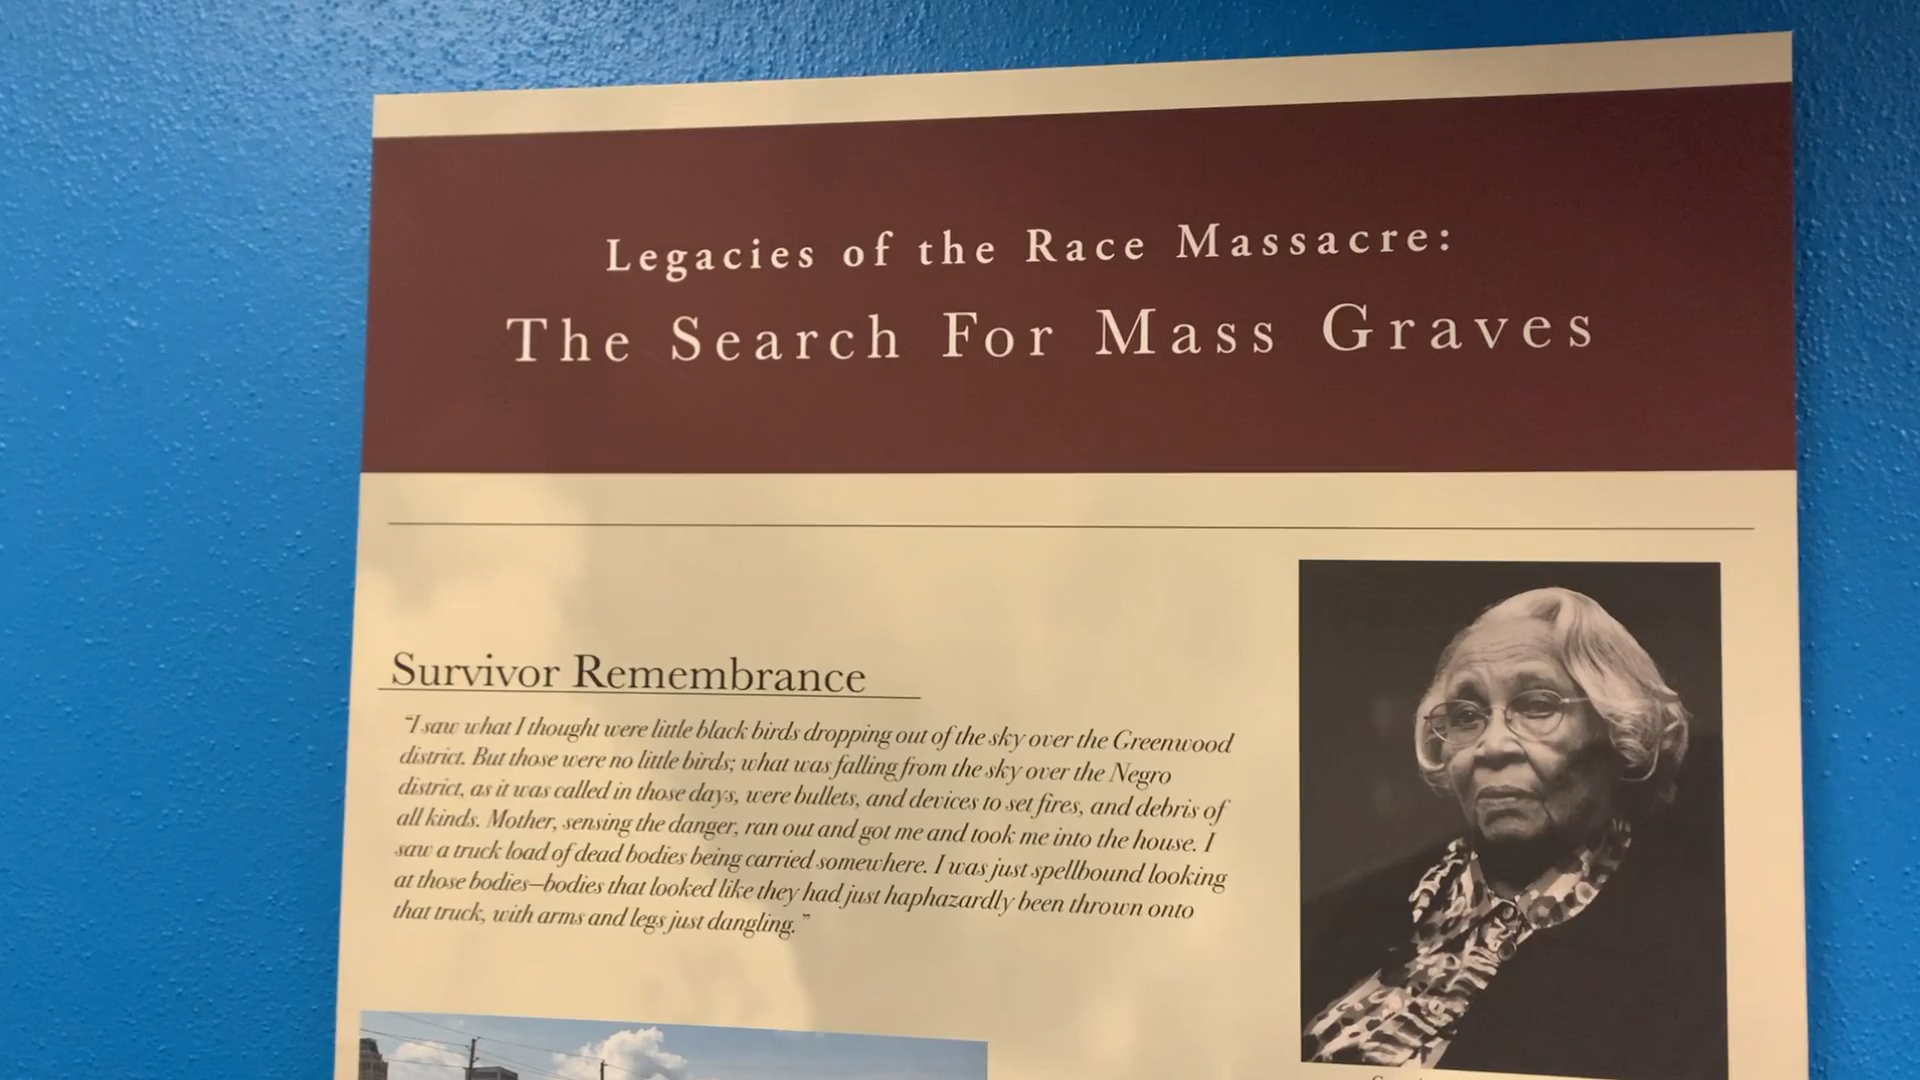 Legacies of the Race Massacre:
The Search For Mass Graves
Survivor Remembrance
“I saw what I thought were little black birds dropping out of the sky over the Greenwood
district. But those were no little birds; what was falling from the sky over the Negro
district, as it was called in those days, were bullets, and devices to set fires, and debris of
all kinds. Mother, sensing the danger, ran out and got me and took me into the house. I
saw a truck load of dead bodies being carried somewhere. I was just spellbound looking
at those bodies—bodies that looked like they had just haphazardly been thrown onto
that truck, with arms and legs just dangling.”